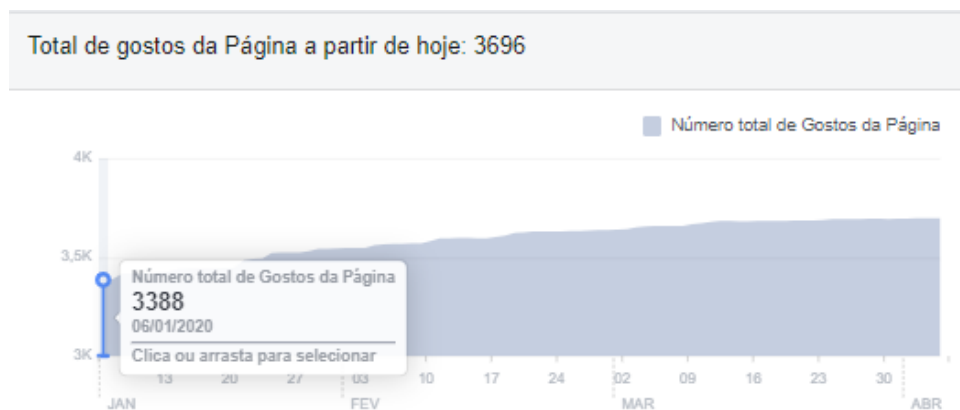 Total de gostos da Página a partir de hoje: 3696
Número total de Gostos da Página
4K
3,5K
Número total de Gostos da Página
3388
06/01/2020
Clica ou arrasta para selecionar
3K
13 20 27 03 10 17 24 02 09 16 23 30
JAN FEV MAR ABR